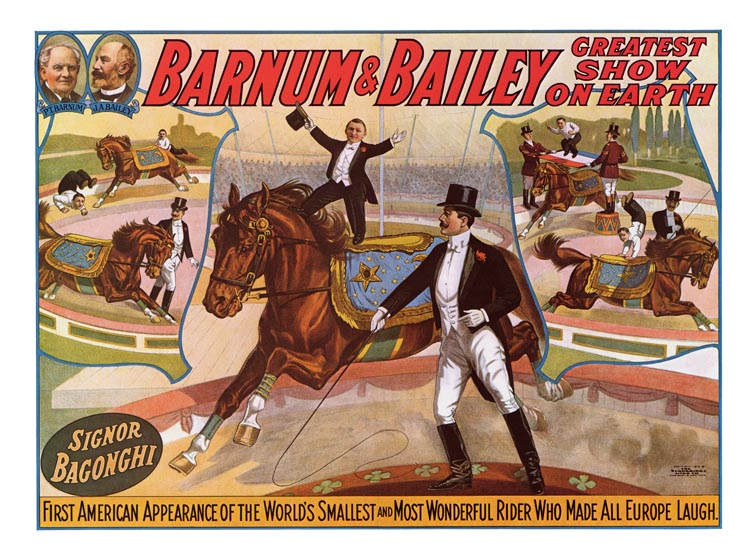 BARNUM & BAILEY
GREATEST
SHOW
ON EARTH
P.T. BARNUM
J.A. BAILEY
SIGNOR
BAGONGHI
FIRST AMERICAN APPEARANCE OF THE WORLD'S SMALLEST AND MOST WONDERFUL RIDER WHO MADE ALL EUROPE LAUGH.